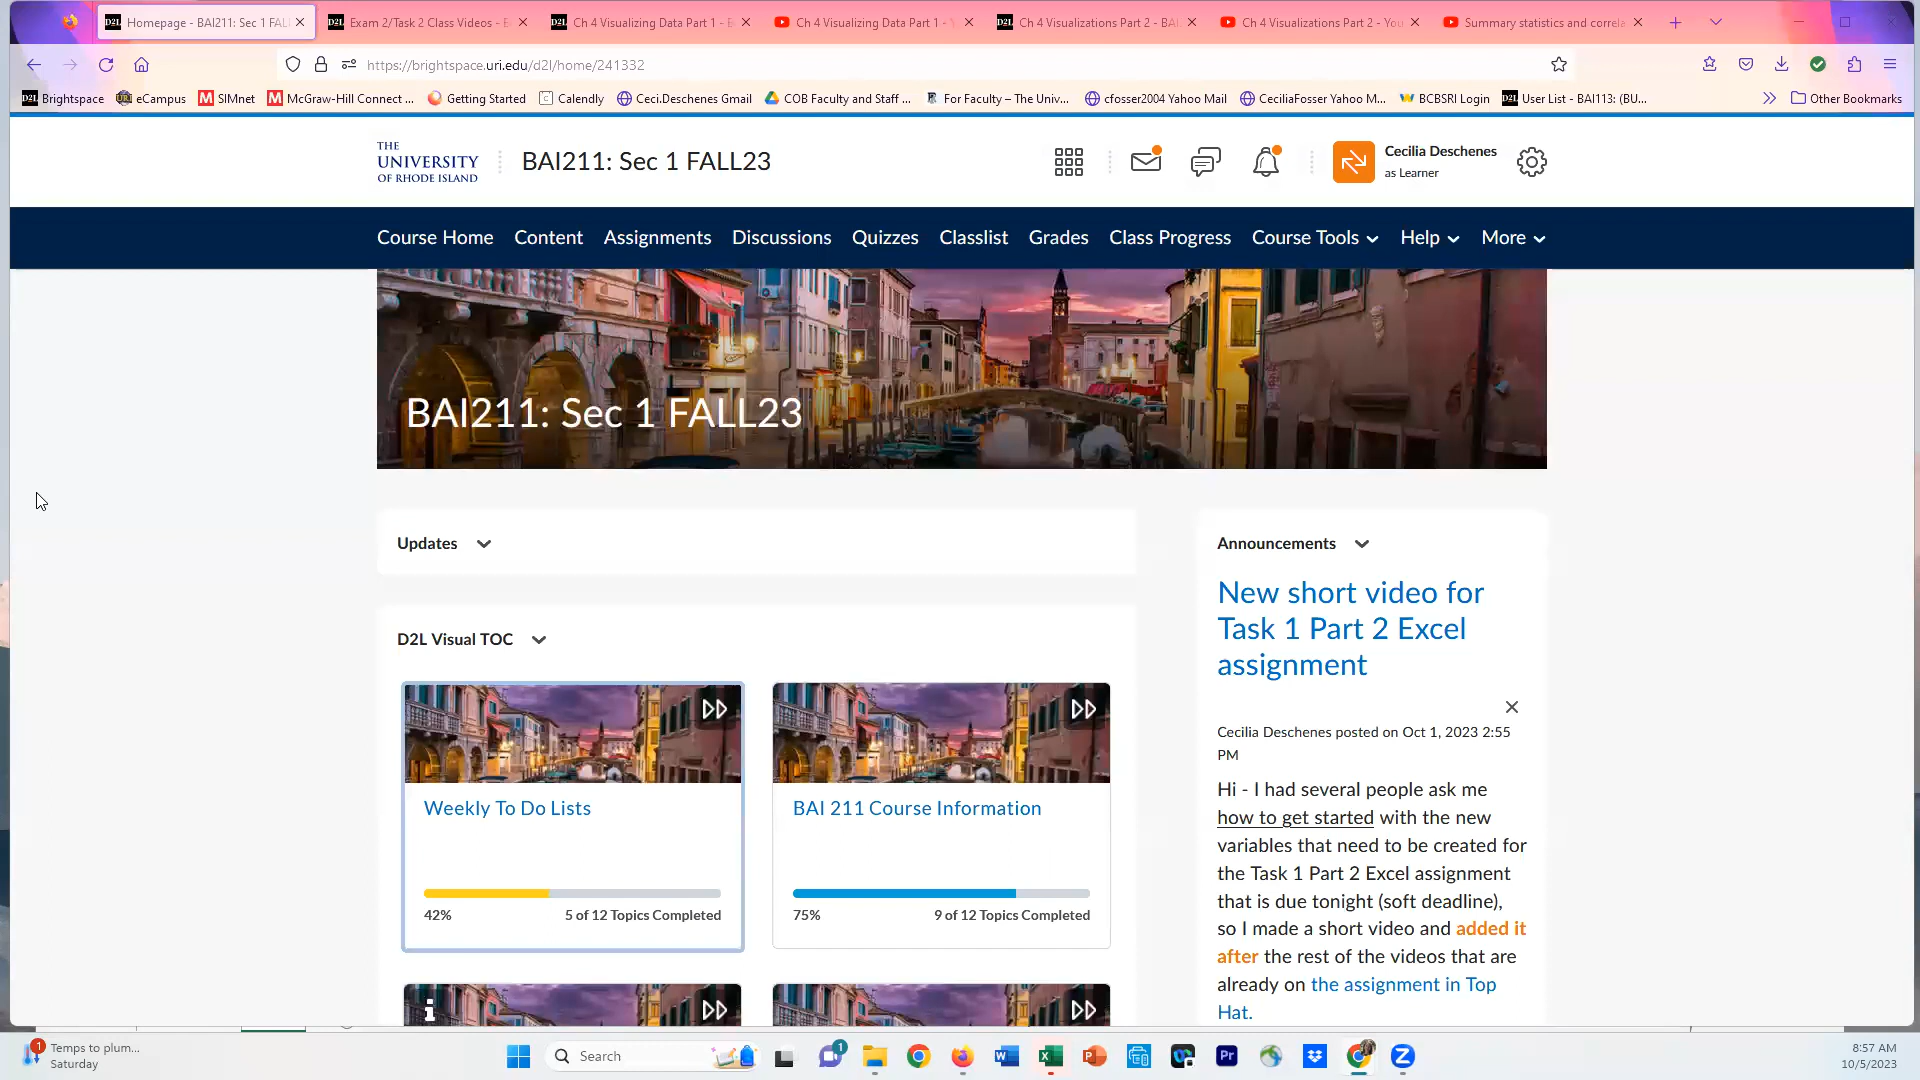 Homepage - BAI211: Sec 1 FAL
Exam 2/Task 2 Class Videos - E
Ch 4 Visualizing Data Part 1 - E
Ch 4 Visualizing Data Part 1 -
Ch 4 Visualizations Part 2 - BAI
Ch 4 Visualizations Part 2 - You
Summary statistics and correla
https://brightspace.uri.edu/d2l/home/241332
D2L Brightspace
eCampus
SIMnet
McGraw-Hill Connect ...
Getting Started
Calendly
Ceci.Deschenes Gmail
COB Faculty and Staff ...
For Faculty – The Univ...
cfosser2004 Yahoo Mail
CeciliaFosser Yahoo M...
BCBSRI Login
D2L User List - BAI113: (BU...
Other Bookmarks
THE
UNIVERSITY
OF RHODE ISLAND
BAI211: Sec 1 FALL23
Cecilia Deschenes
as Learner
Course Home
Content
Assignments
Discussions
Quizzes
Classlist
Grades
Class Progress
Course Tools
Help
More
BAI211: Sec 1 FALL23
Updates
D2L Visual TOC
Weekly To Do Lists
42%
5 of 12 Topics Completed
BAI 211 Course Information
75%
9 of 12 Topics Completed
Announcements
New short video for
Task 1 Part 2 Excel
assignment
Cecilia Deschenes posted on Oct 1, 2023 2:55
PM
Hi - I had several people ask me
how to get started with the new
variables that need to be created for
the Task 1 Part 2 Excel assignment
that is due tonight (soft deadline),
so I made a short video and added it
after the rest of the videos that are
already on the assignment in Top
Hat.
1
Temps to plum...
Saturday
Search
1
8:57 AM
10/5/2023